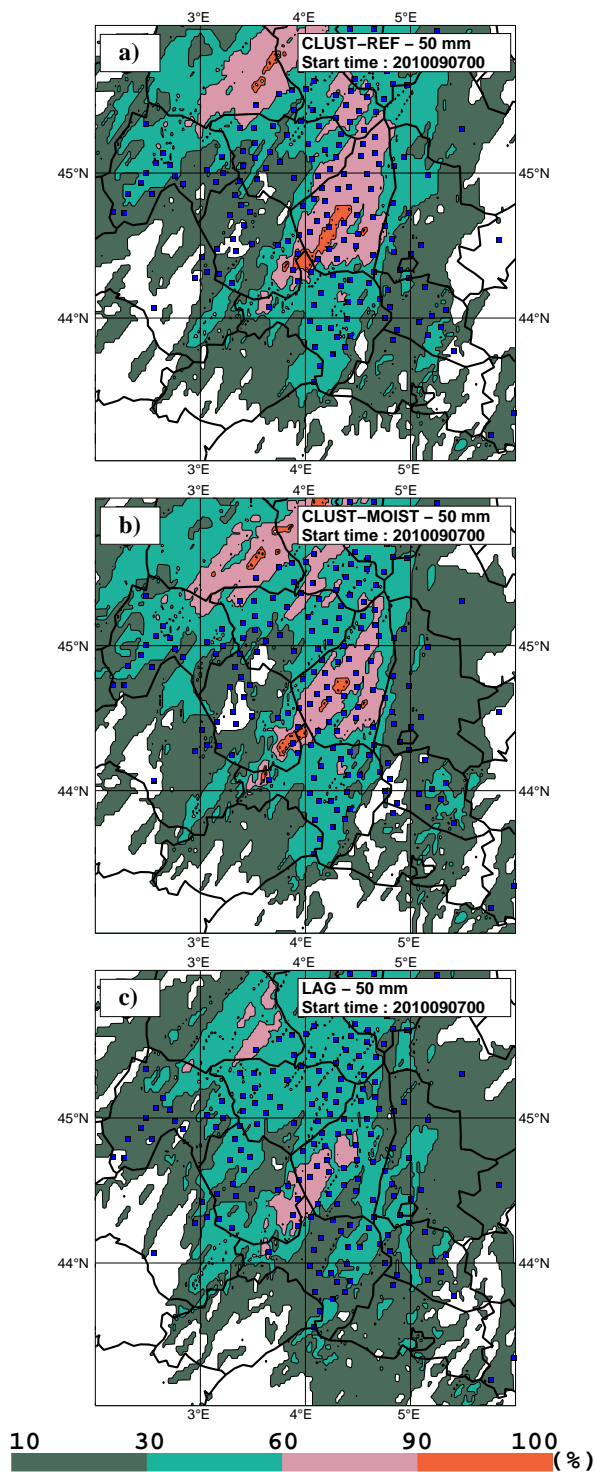 3°E 4°E 5°E
a)
CLUST–REF – 50 mm
Start time : 2010090700
45°N 45°N
44°N 44°N
3°E 4°E 5°E
3°E 4°E 5°E
b)
CLUST–MOIST – 50 mm
Start time : 2010090700
45°N 45°N
44°N 44°N
3°E 4°E 5°E
3°E 4°E 5°E
c)
LAG – 50 mm
Start time : 2010090700
45°N 45°N
44°N 44°N
3°E 4°E 5°E
10 30 60 90 100
(%)